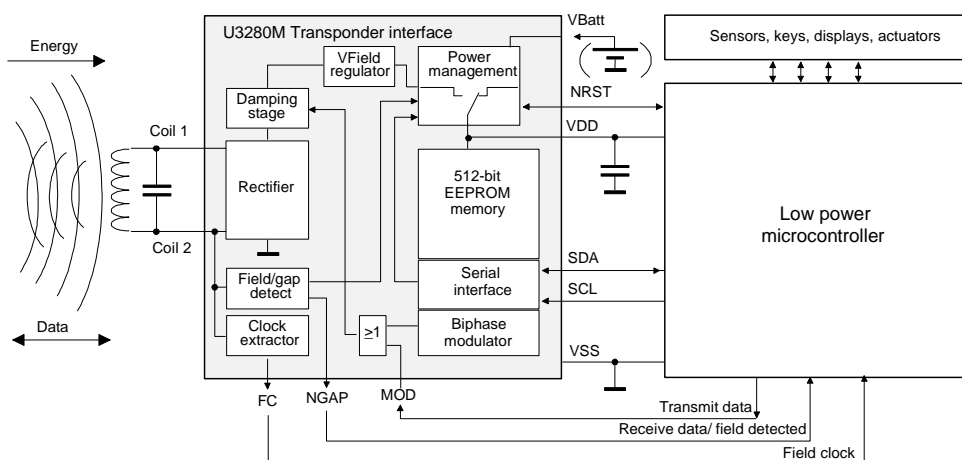 U3280M Transponder interface
Energy
Data
Coil 1
Coil 2
VField
regulator
Damping
stage
Rectifier
Field/gap
detect
Clock
extractor
Power
management
512-bit
EEPROM
memory
Serial
interface
Biphase
modulator
≥1
VBatt
NRST
VDD
SDA
SCL
VSS
Sensors, keys, displays, actuators
Low power
microcontroller
FC
NGAP
MOD
Transmit data
Receive data/ field detected
Field clock